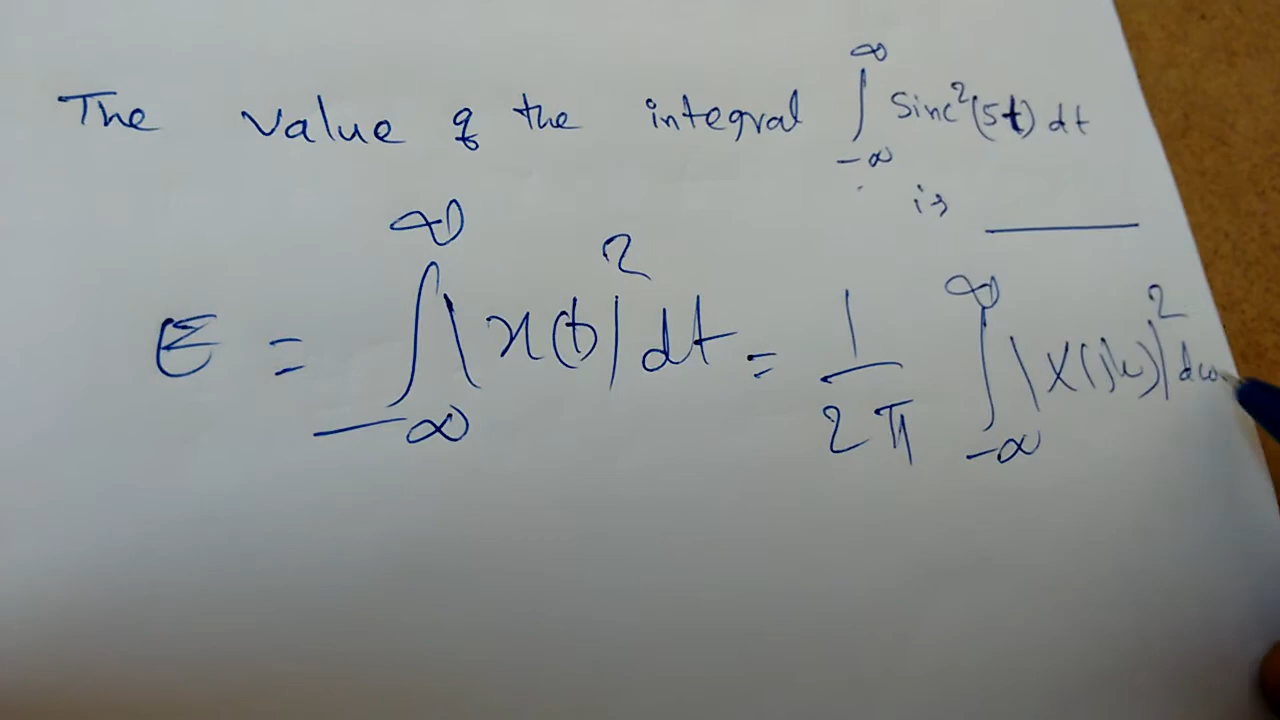 The value of the integral ∫_{-∞}^{∞} Sinc²(5t) dt
is ______
E = ∫_{-∞}^{∞} |x(t)|² dt = 1/2π ∫_{-∞}^{∞} |X(jω)|² dω